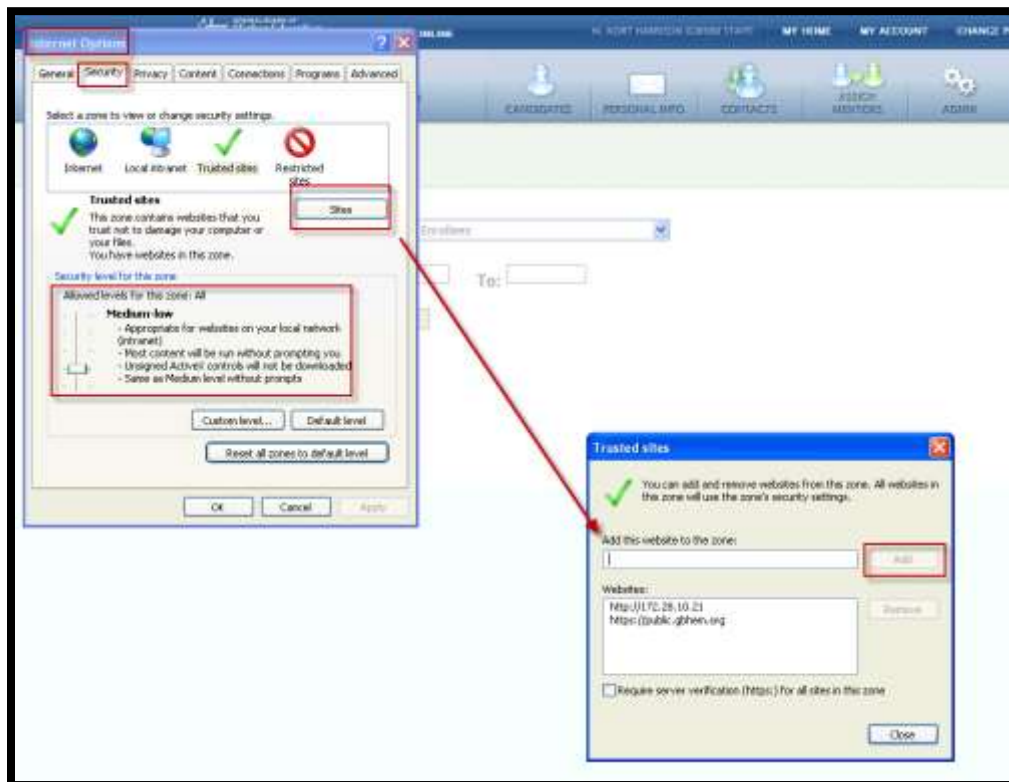 ONLINE
MY HOME
MY ACCOUNT
CHANGE
CANDIDATES
PERSONAL INFO
CONTACTS
ASSIGN
MENTORS
ADMIN
Internet Options
General
Security
Privacy
Content
Connections
Programs
Advanced
Select a zone to view or change security settings.
Internet
Local intranet
Trusted sites
Restricted
sites
Trusted sites
This zone contains websites that you
trust not to damage your computer or
your files.
You have websites in this zone.
Sites
Security level for this zone
Allowed levels for this zone: All
Medium-low
- Appropriate for websites on your local network
(intranet)
- Most content will be run without prompting you
- Unsigned ActiveX controls will not be downloaded
- Same as Medium level without prompts
Custom level...
Default level
Reset all zones to default level
OK
Cancel
Apply
To:
Trusted sites
You can add and remove websites from this zone. All websites in
this zone will use the zone's security settings.
Add this website to the zone:
Add
Websites:
http://172.28.10.21
https://public.gbhem.org
Remove
Require server verification (https:) for all sites in this zone
Close